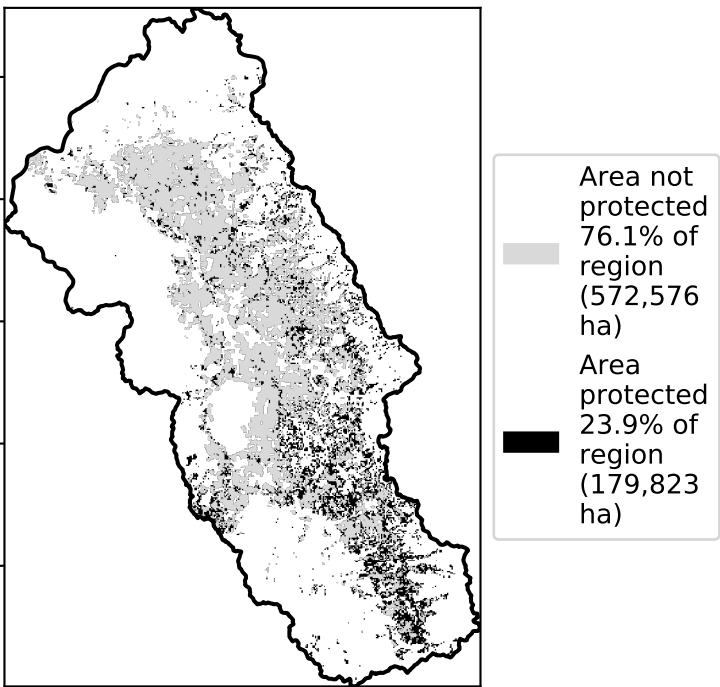 Area not
protected
76.1% of
region
(572,576
ha)
Area
protected
23.9% of
region
(179,823
ha)